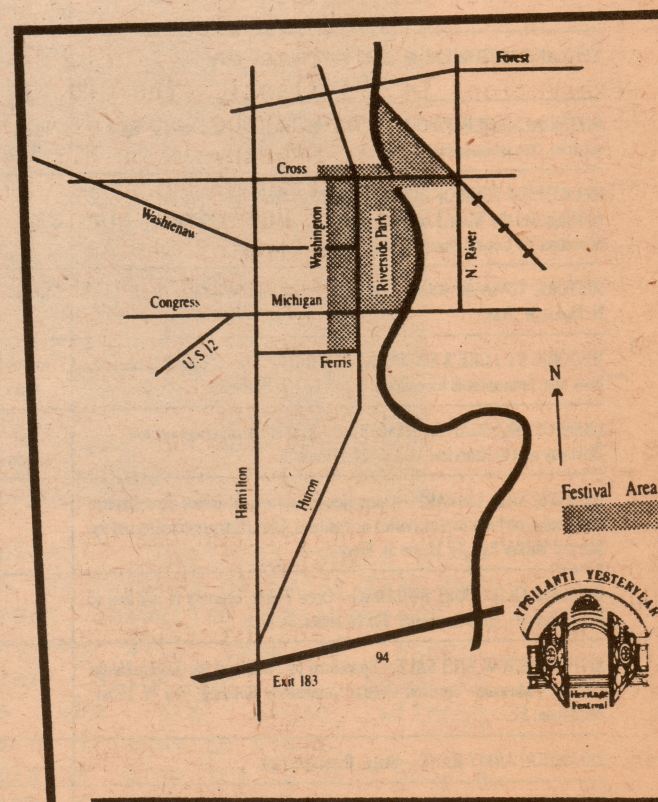 Forest
Cross
Washtenaw
Washington
Riverside Park
N. River
Congress
Michigan
U.S 12
Ferris
N
Hamilton
Huron
Festival Area
YPSILANTI YESTERYEAR
Heritage
Festival
94
Exit 183